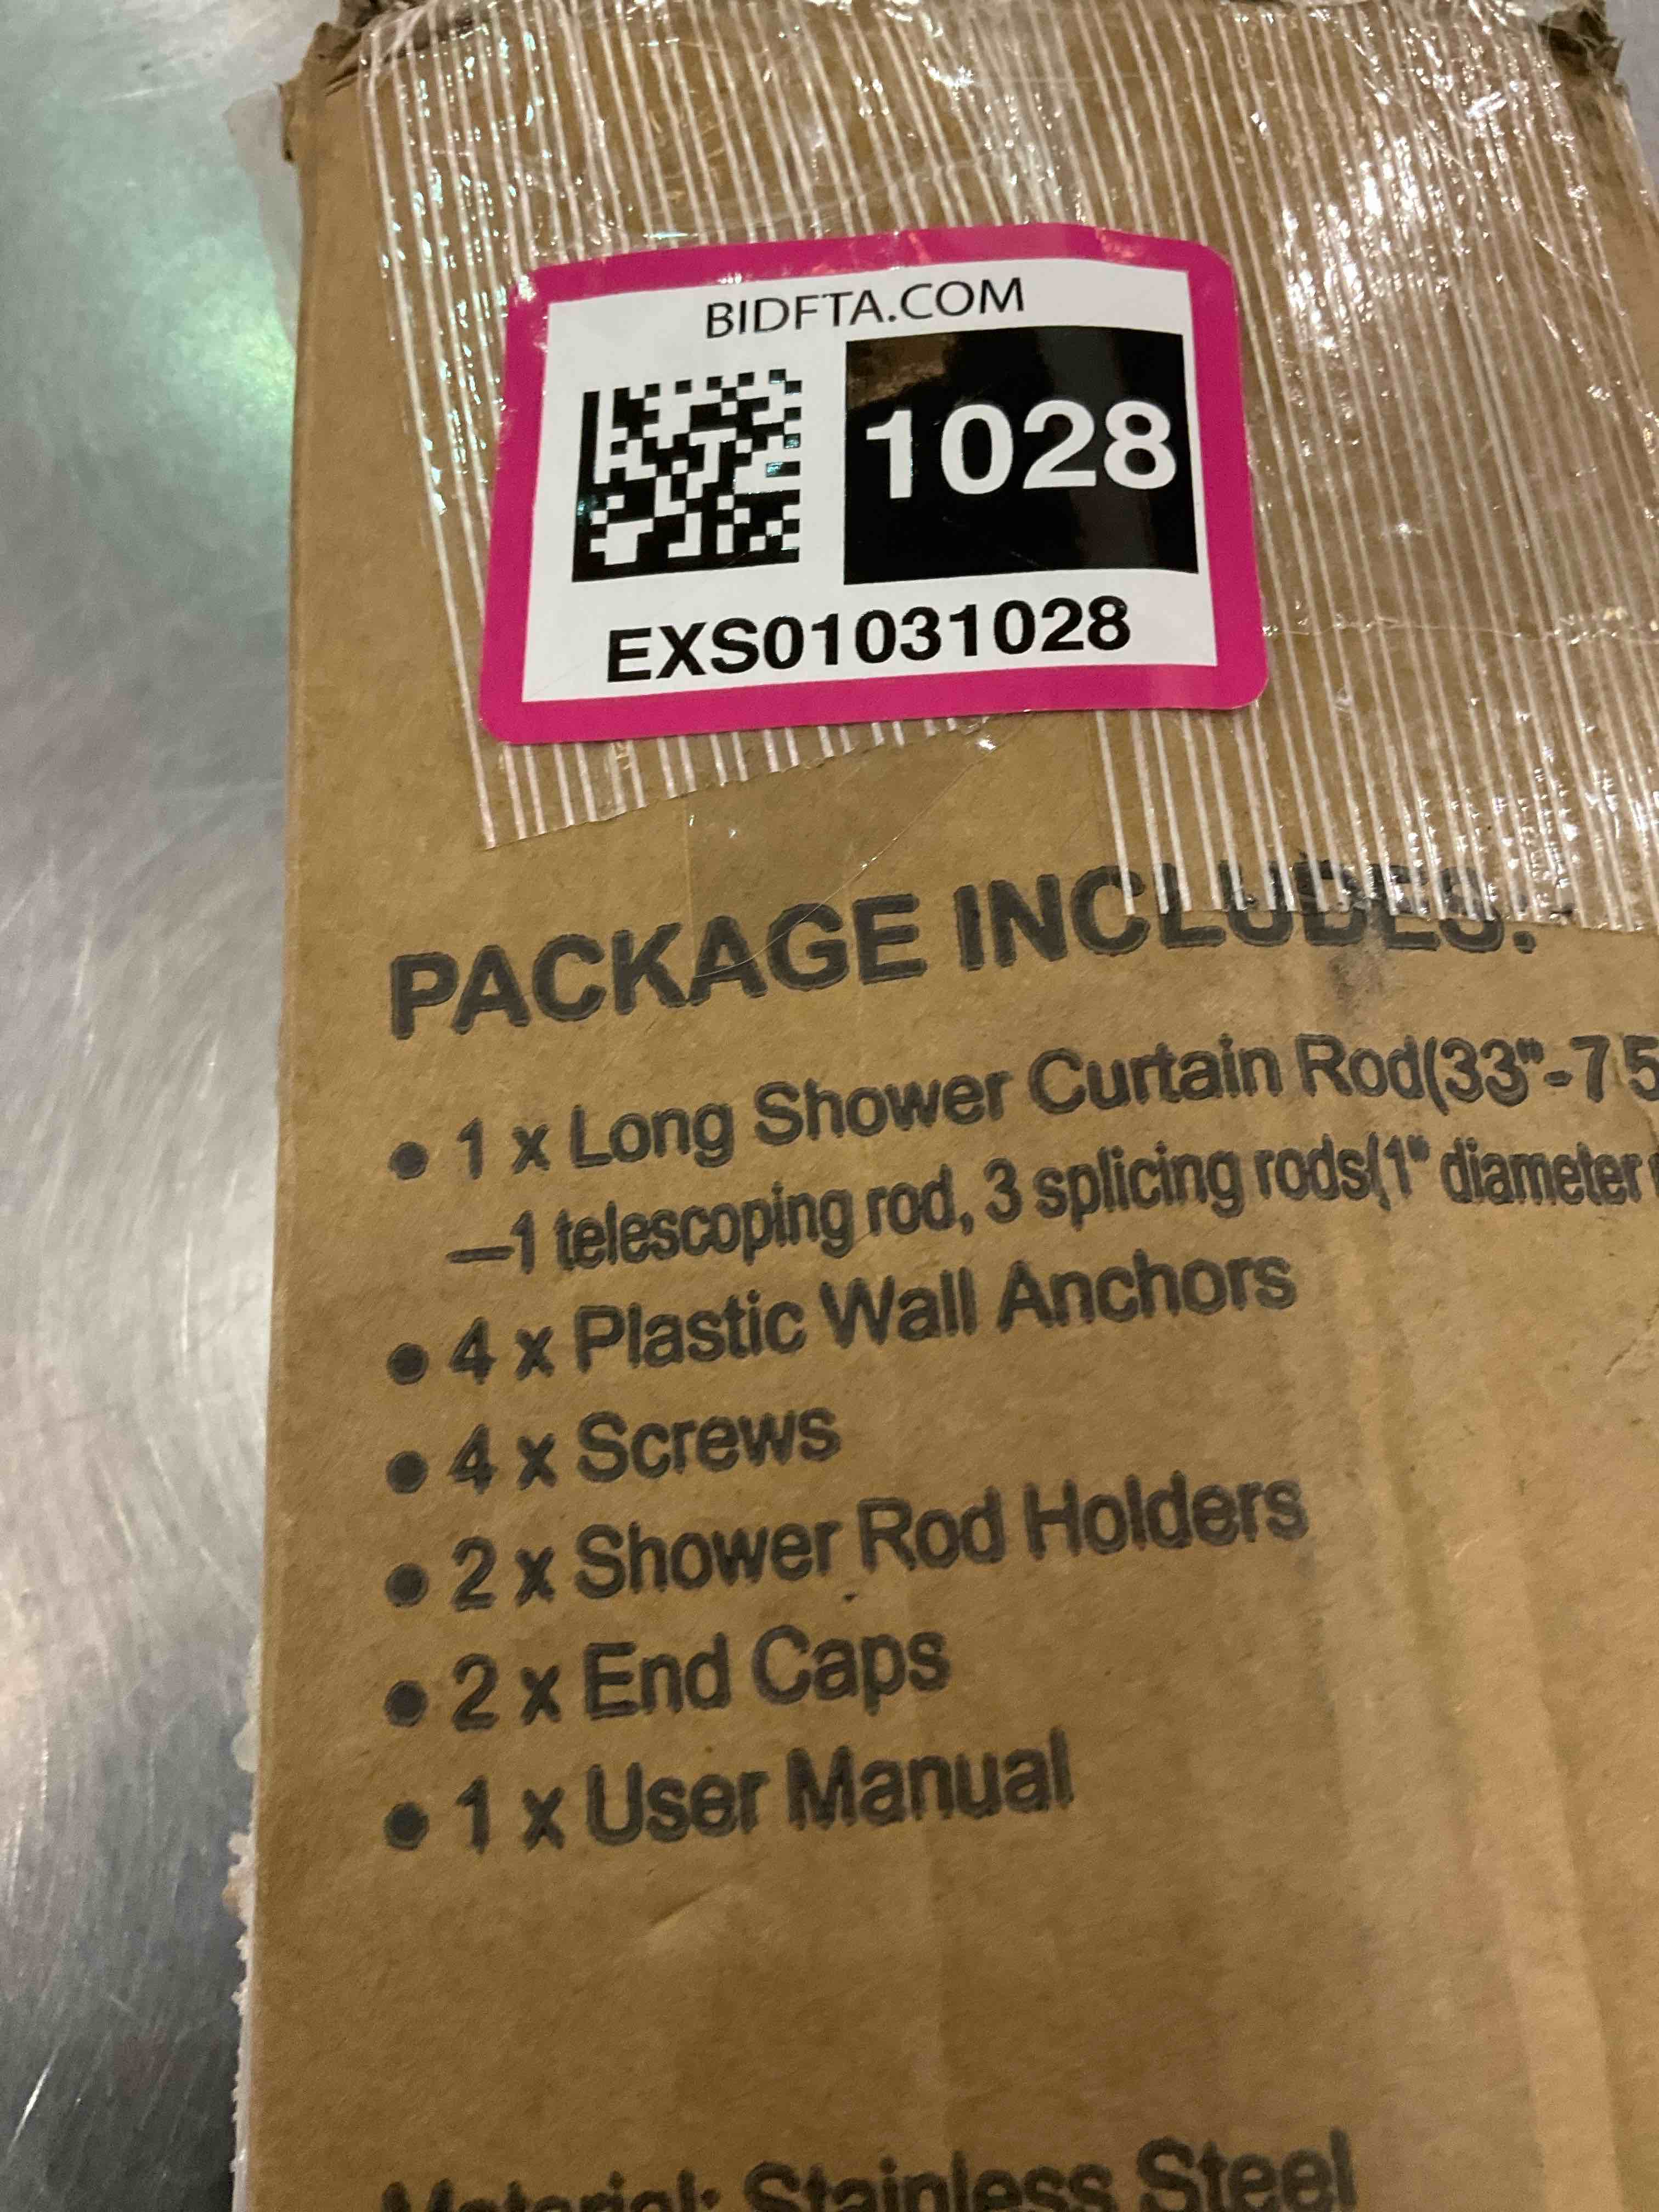 BIDFTA.COM
1028
EXS01031028
PACKAGE INCLUDES:
● 1 x Long Shower Curtain Rod(33"-75
—1 telescoping rod, 3 splicing rods(1" diameter
● 4 x Plastic Wall Anchors
● 4 x Screws
● 2 x Shower Rod Holders
● 2 x End Caps
● 1 x User Manual
Material: Stainless Steel